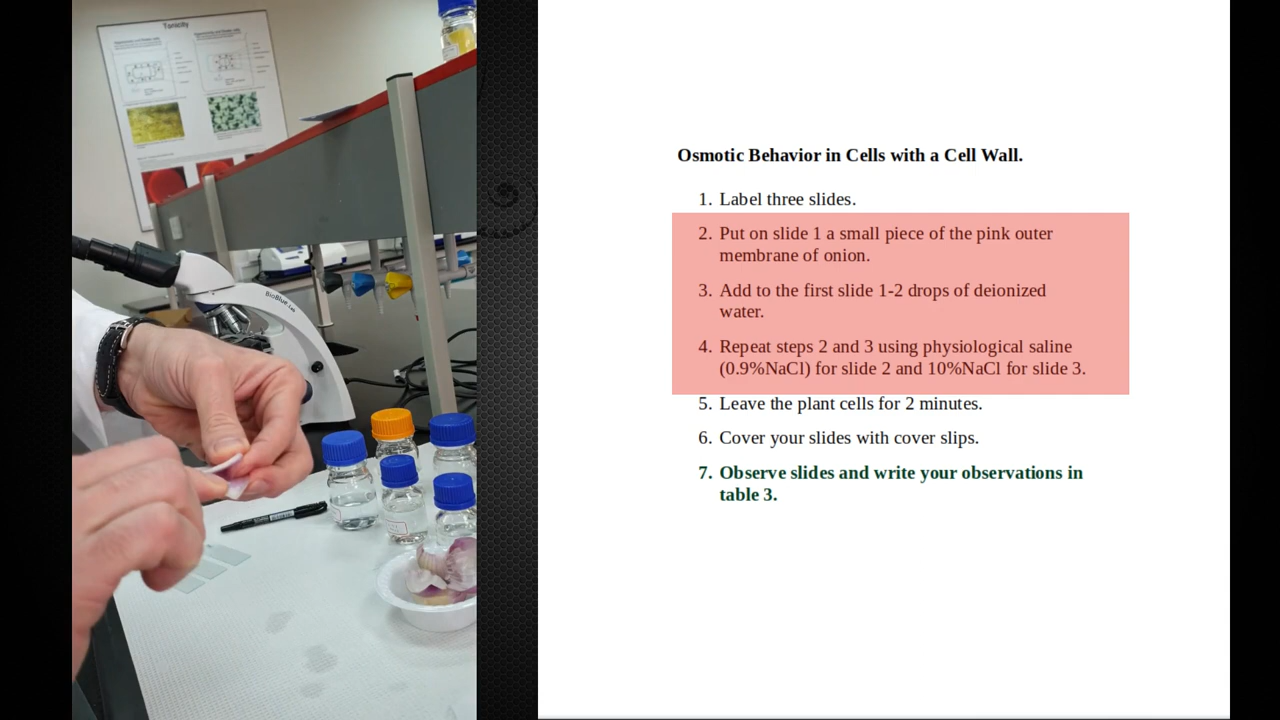 Tonicity
BioBlue.Lab
Osmotic Behavior in Cells with a Cell Wall.
1. Label three slides.
2. Put on slide 1 a small piece of the pink outer
membrane of onion.
3. Add to the first slide 1-2 drops of deionized
water.
4. Repeat steps 2 and 3 using physiological saline
(0.9%NaCl) for slide 2 and 10%NaCl for slide 3.
5. Leave the plant cells for 2 minutes.
6. Cover your slides with cover slips.
7. Observe slides and write your observations in
table 3.